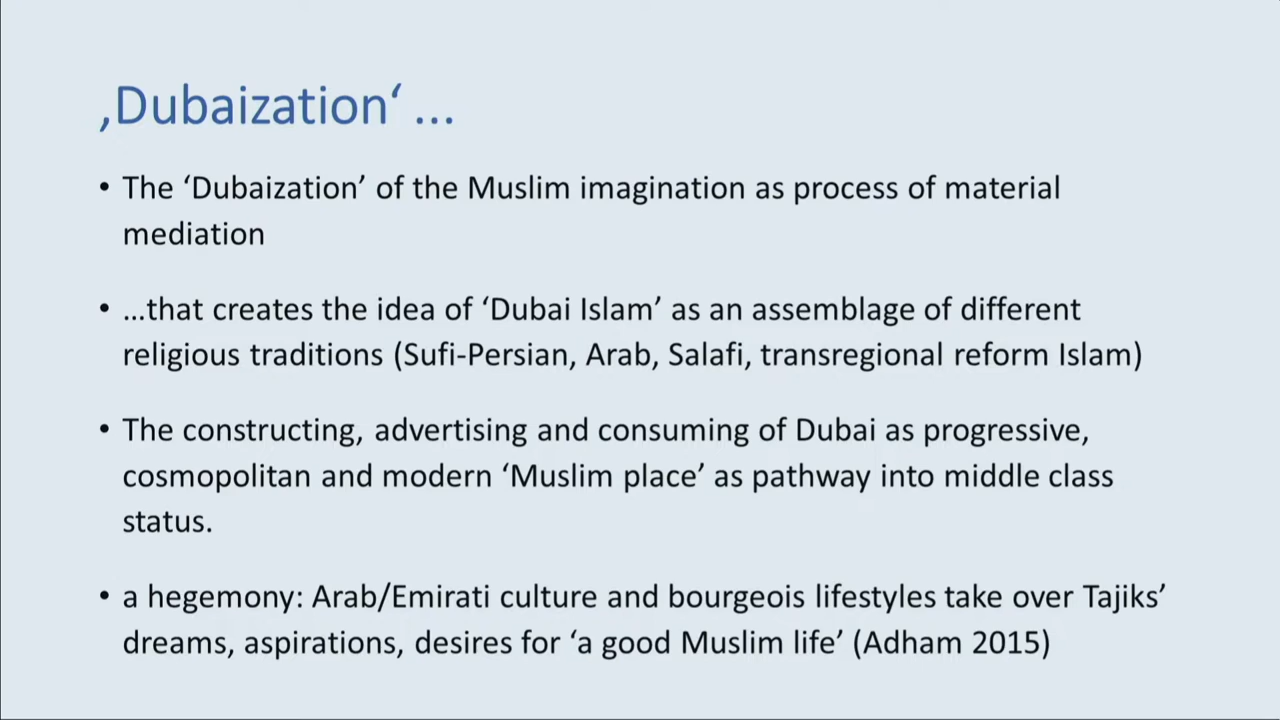 ‚Dubaization‘ ...
• The ‘Dubaization’ of the Muslim imagination as process of material
mediation
• ...that creates the idea of ‘Dubai Islam’ as an assemblage of different
religious traditions (Sufi-Persian, Arab, Salafi, transregional reform Islam)
• The constructing, advertising and consuming of Dubai as progressive,
cosmopolitan and modern ‘Muslim place’ as pathway into middle class
status.
• a hegemony: Arab/Emirati culture and bourgeois lifestyles take over Tajiks’
dreams, aspirations, desires for ‘a good Muslim life’ (Adham 2015)